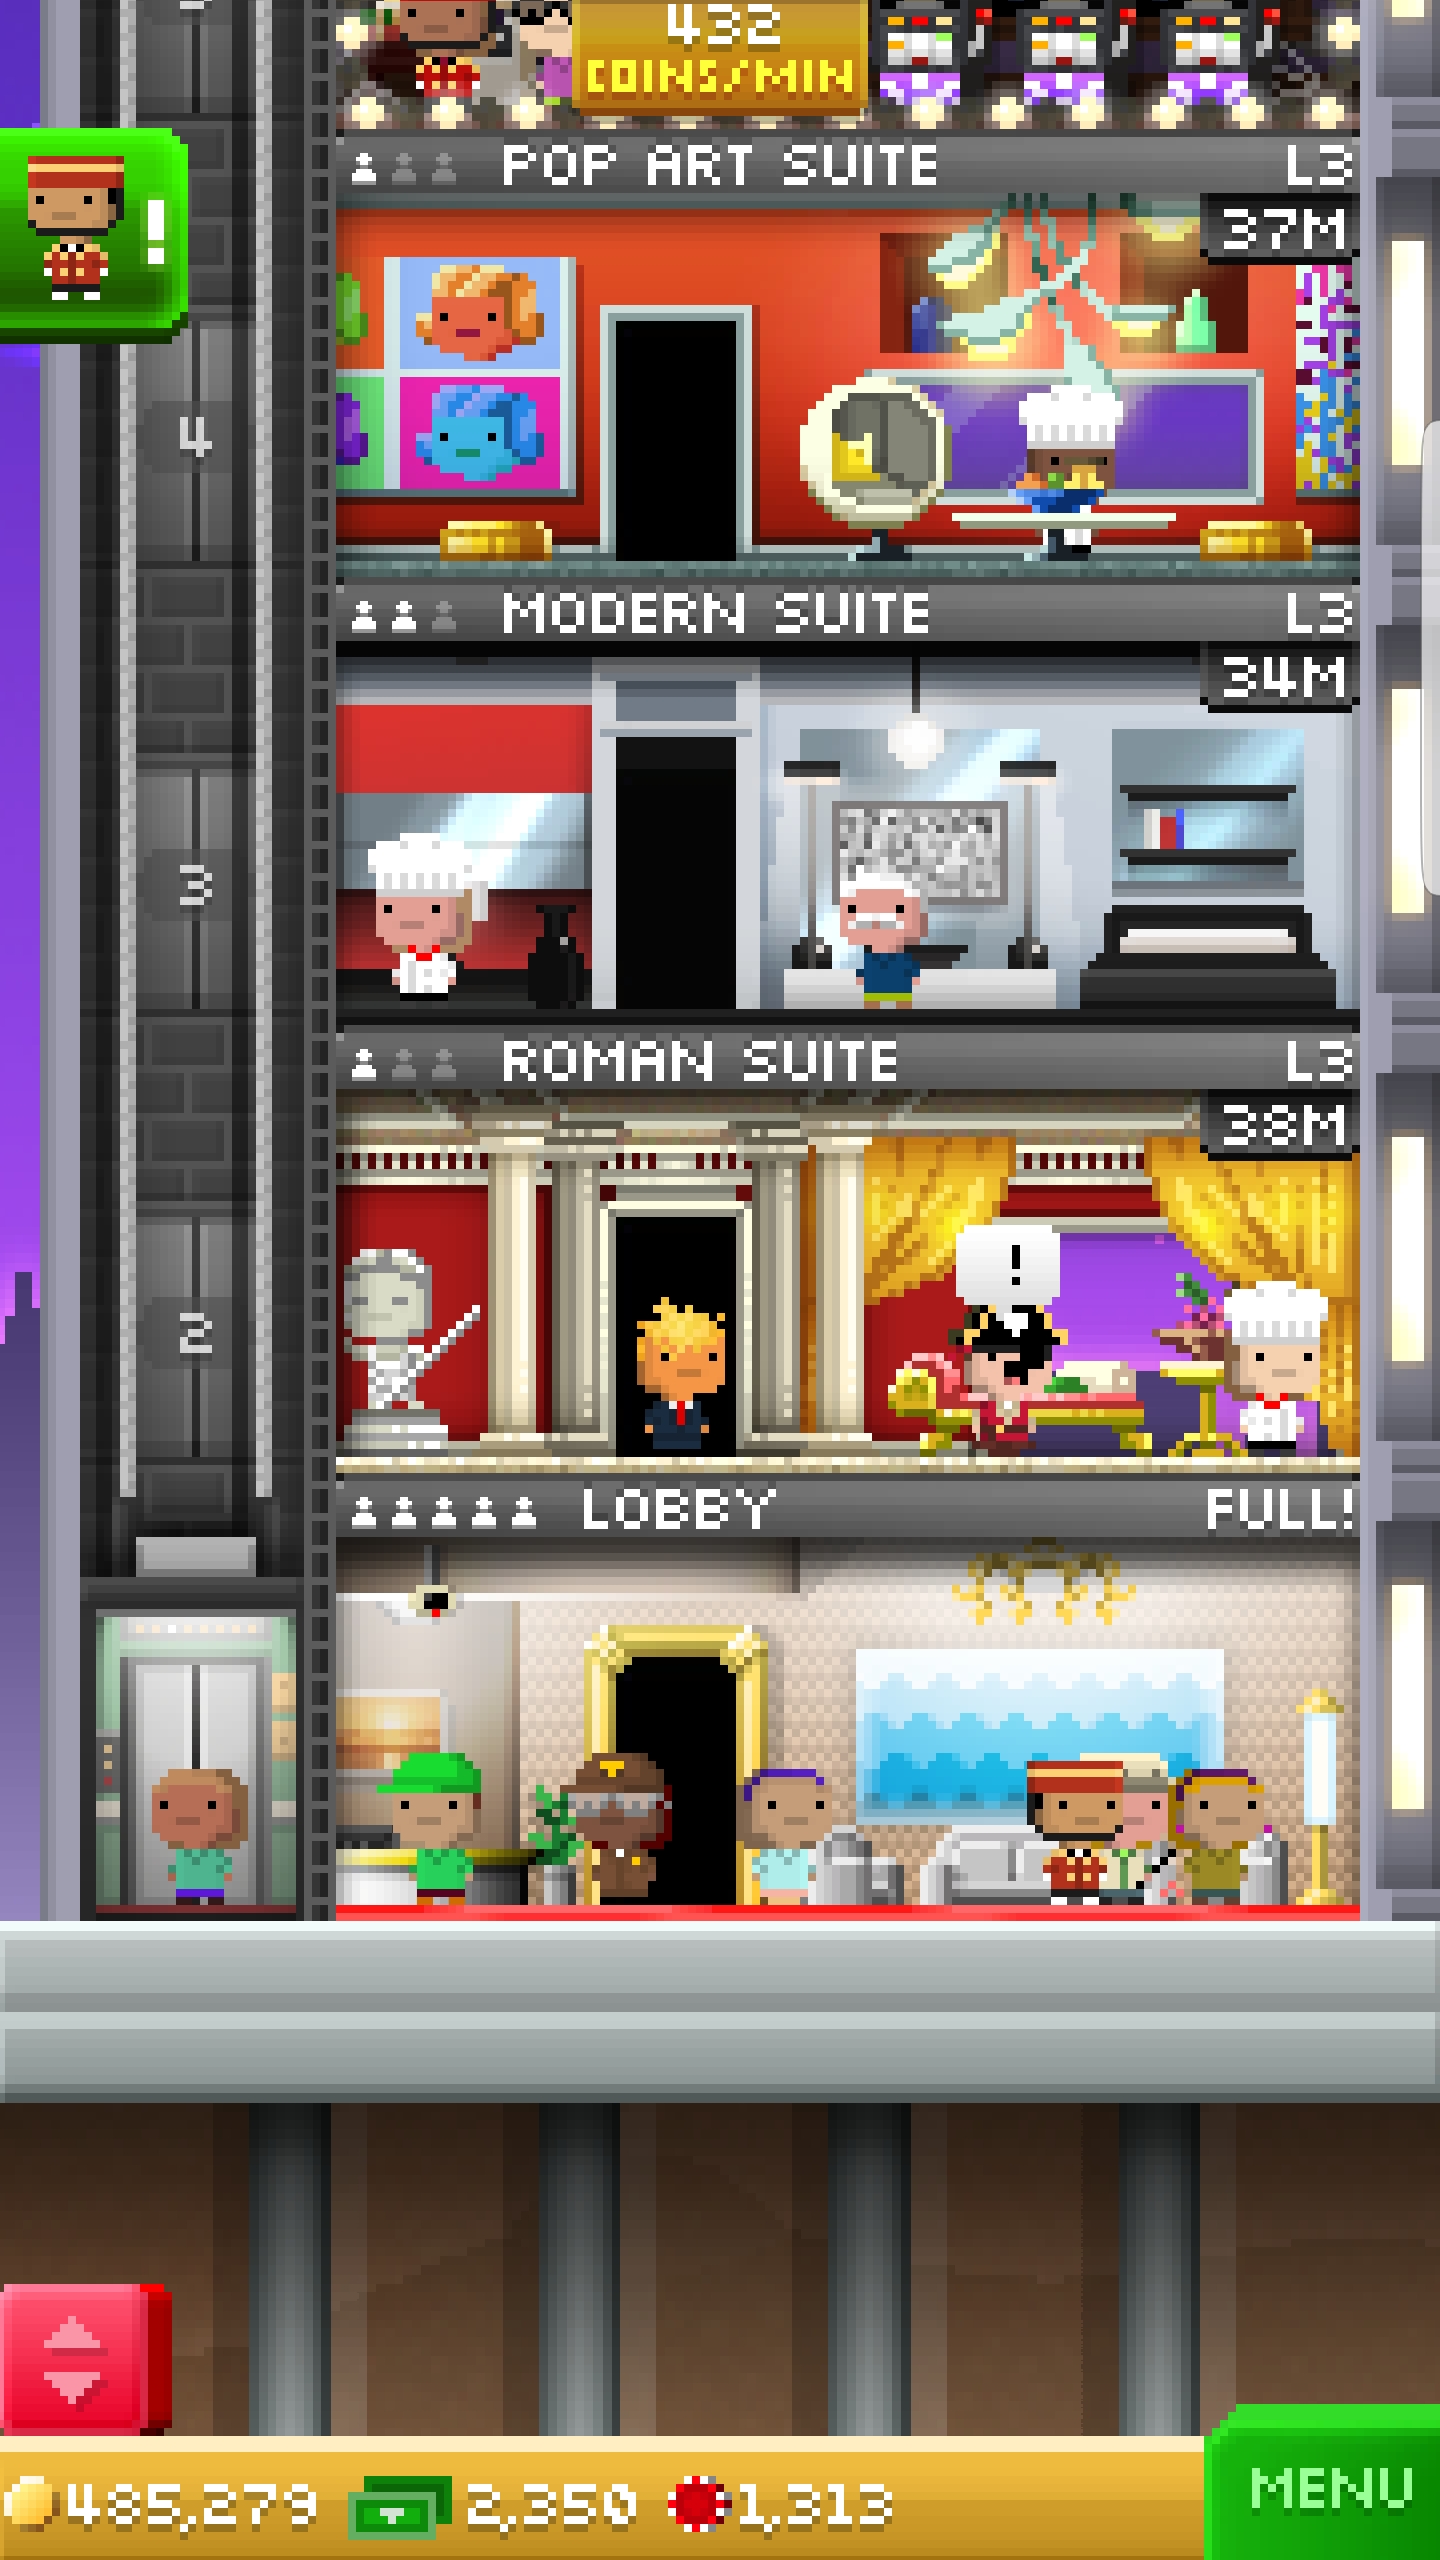 432
COINS/MIN
POP ART SUITE L3
37M
!
4
MODERN SUITE L3
34M
3
ROMAN SUITE L3
38M
!
2
LOBBY FULL!
485,279 2,350 1,313
MENU